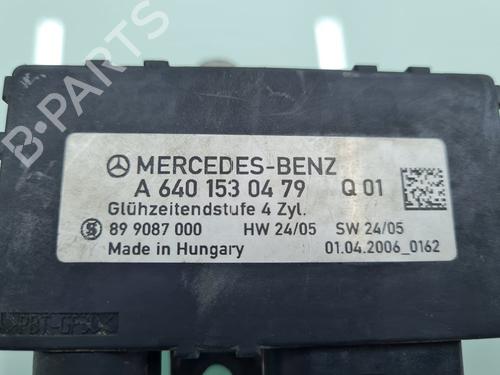 B-PARTS
MERCEDES-BENZ
A 640 153 04 79 Q 01
Glühzeitendstufe 4 Zyl.
89 9087 000 HW 24/05 SW 24/05
Made in Hungary 01.04.2006_0162